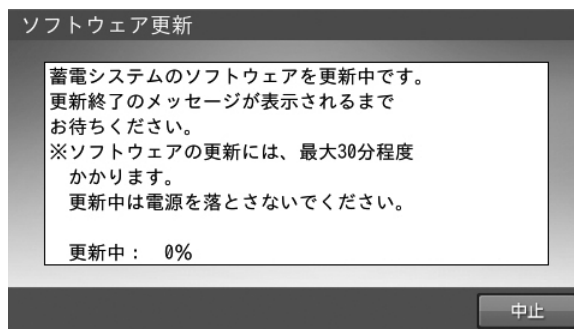 ソフトウェア更新
蓄電システムのソフトウェアを更新中です。
更新終了のメッセージが表示されるまで
お待ちください。
※ソフトウェアの更新には、最大30分程度
かかります。
更新中は電源を落とさないでください。
更新中： 0%
中止